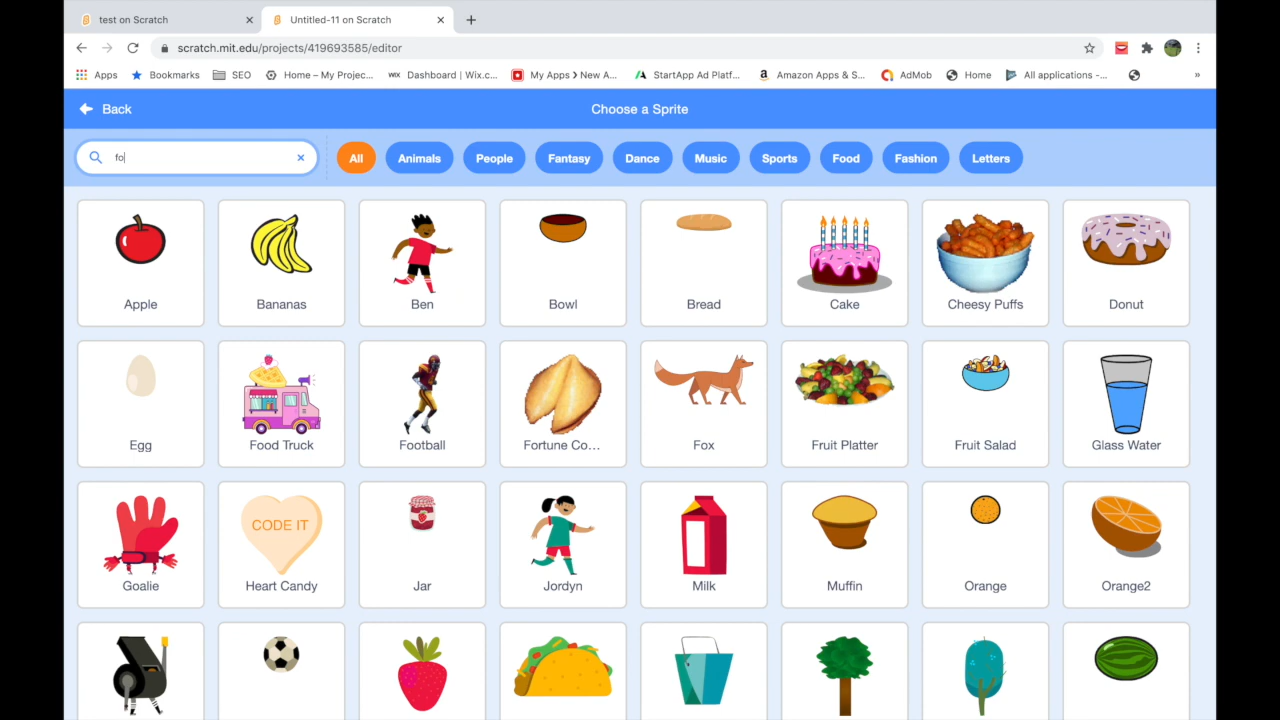 test on Scratch
Untitled-11 on Scratch
scratch.mit.edu/projects/419693585/editor
Apps
Bookmarks
SEO
Home – My Projec...
WIX
Dashboard | Wix.c...
My Apps > New A...
StartApp Ad Platf...
Amazon Apps & S...
AdMob
Home
All applications -...
»
Back
Choose a Sprite
fo
All
Animals
People
Fantasy
Dance
Music
Sports
Food
Fashion
Letters
Apple
Bananas
Ben
Bowl
Bread
Cake
Cheesy Puffs
Donut
Egg
Food Truck
Football
Fortune Co...
Fox
Fruit Platter
Fruit Salad
Glass Water
CODE IT
Goalie
Heart Candy
Jar
Jordyn
Milk
Muffin
Orange
Orange2